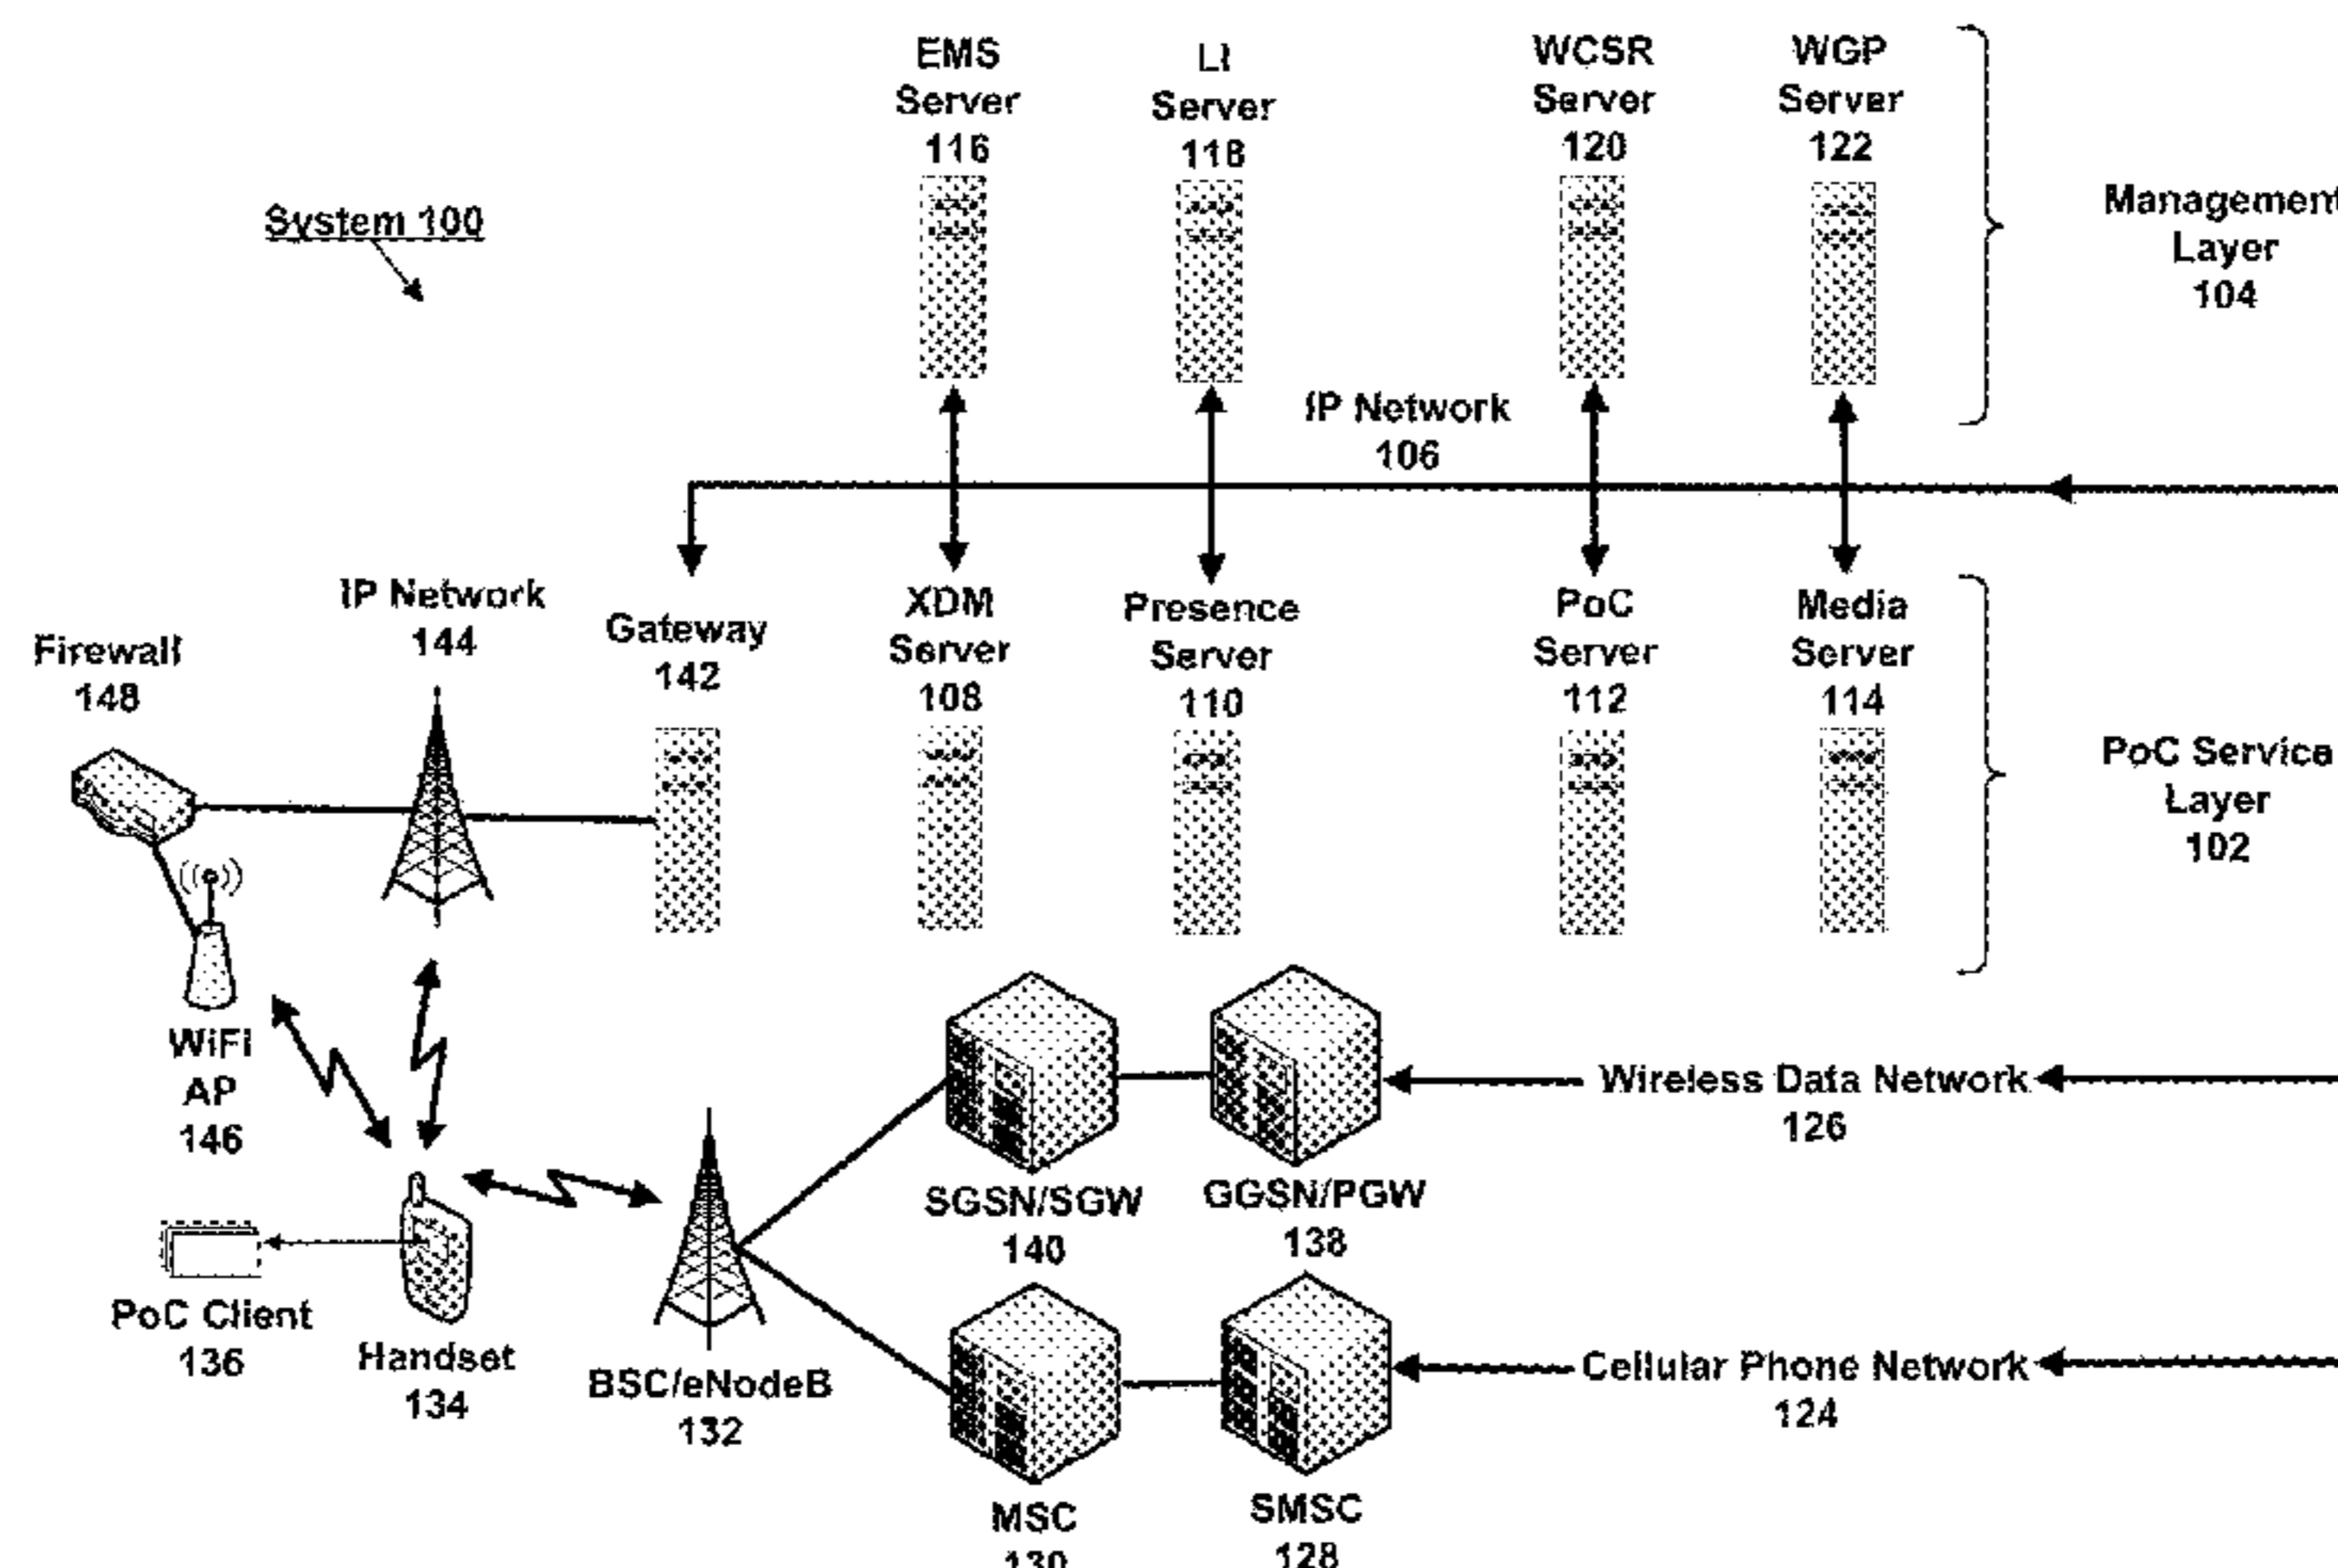 EMS
Server
116
LI
Server
118
WCSR
Server
120
WGP
Server
122
Management
Layer
104
System 100
IP Network
106
Firewall
148
IP Network
144
Gateway
142
XDM
Server
108
Presence
Server
110
PoC
Server
112
Media
Server
114
PoC Service
Layer
102
WiFi
AP
146
Wireless Data Network
126
SGSN/SGW
140
GGSN/PGW
138
PoC Client
136
Handset
134
BSC/eNodeB
132
Cellular Phone Network
124
MSC
130
SMSC
128